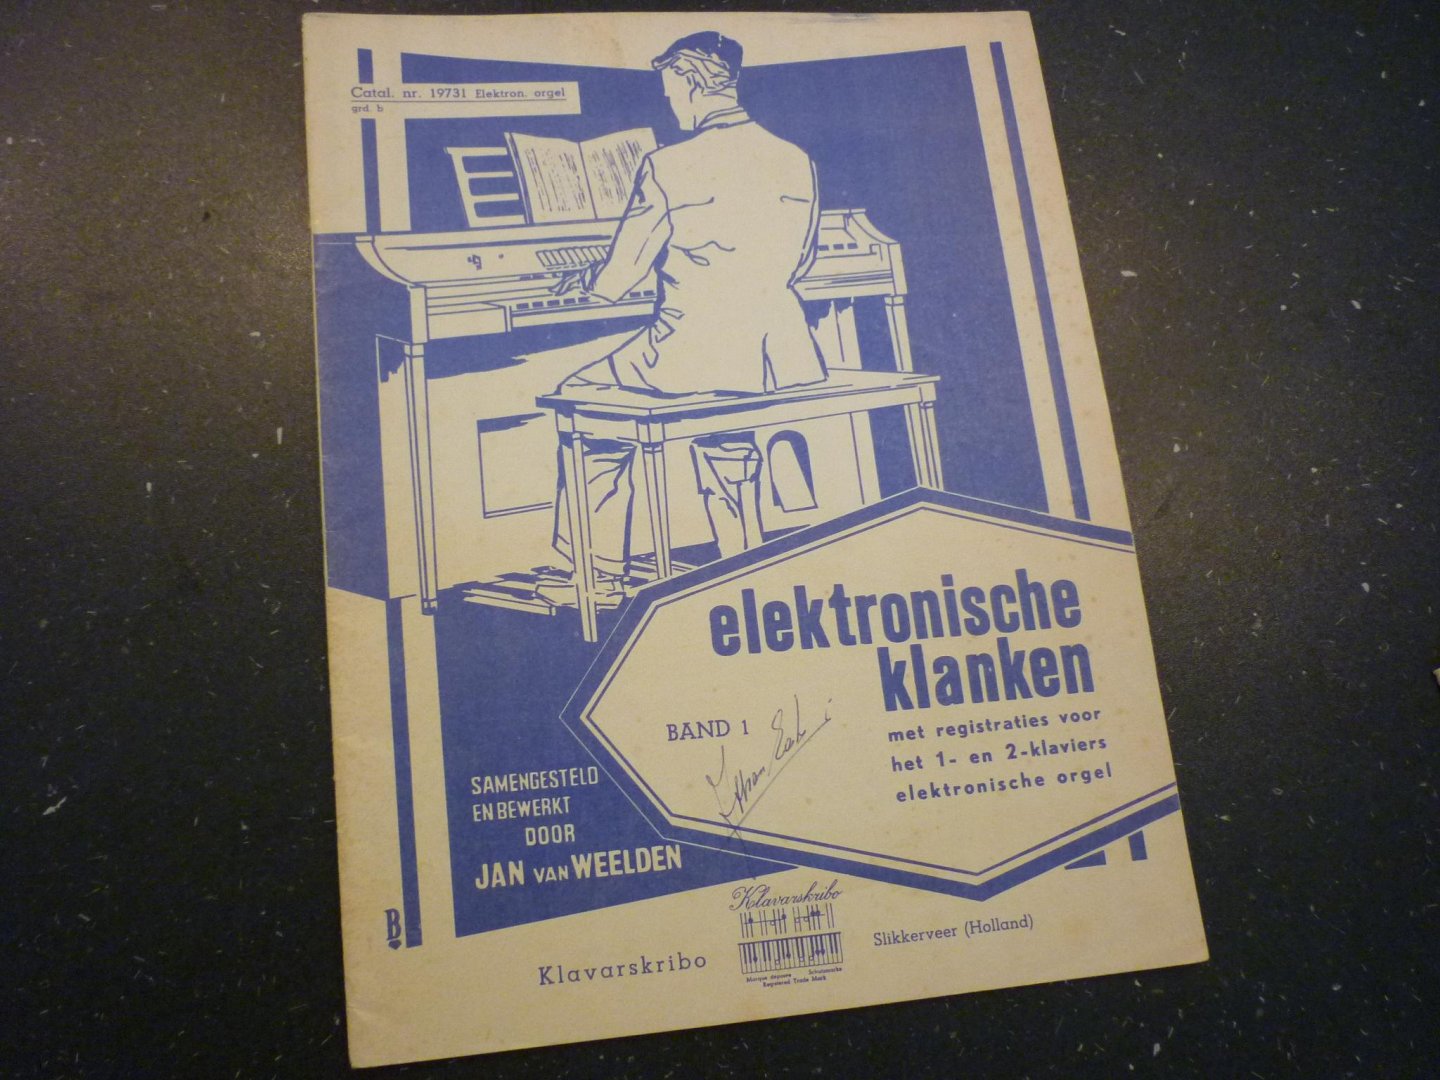 Catal. nr. 19731 Elektron. orgel
grd. b
elektronische
klanken
met registraties voor
het 1- en 2-klaviers
elektronische orgel
BAND 1
SAMENGESTELD
EN BEWERKT
DOOR
JAN VAN WEELDEN
B
Klavarskribo
Klavarskribo
Marque déposée Schutzmarke
Registered Trade Mark
Slikkerveer (Holland)